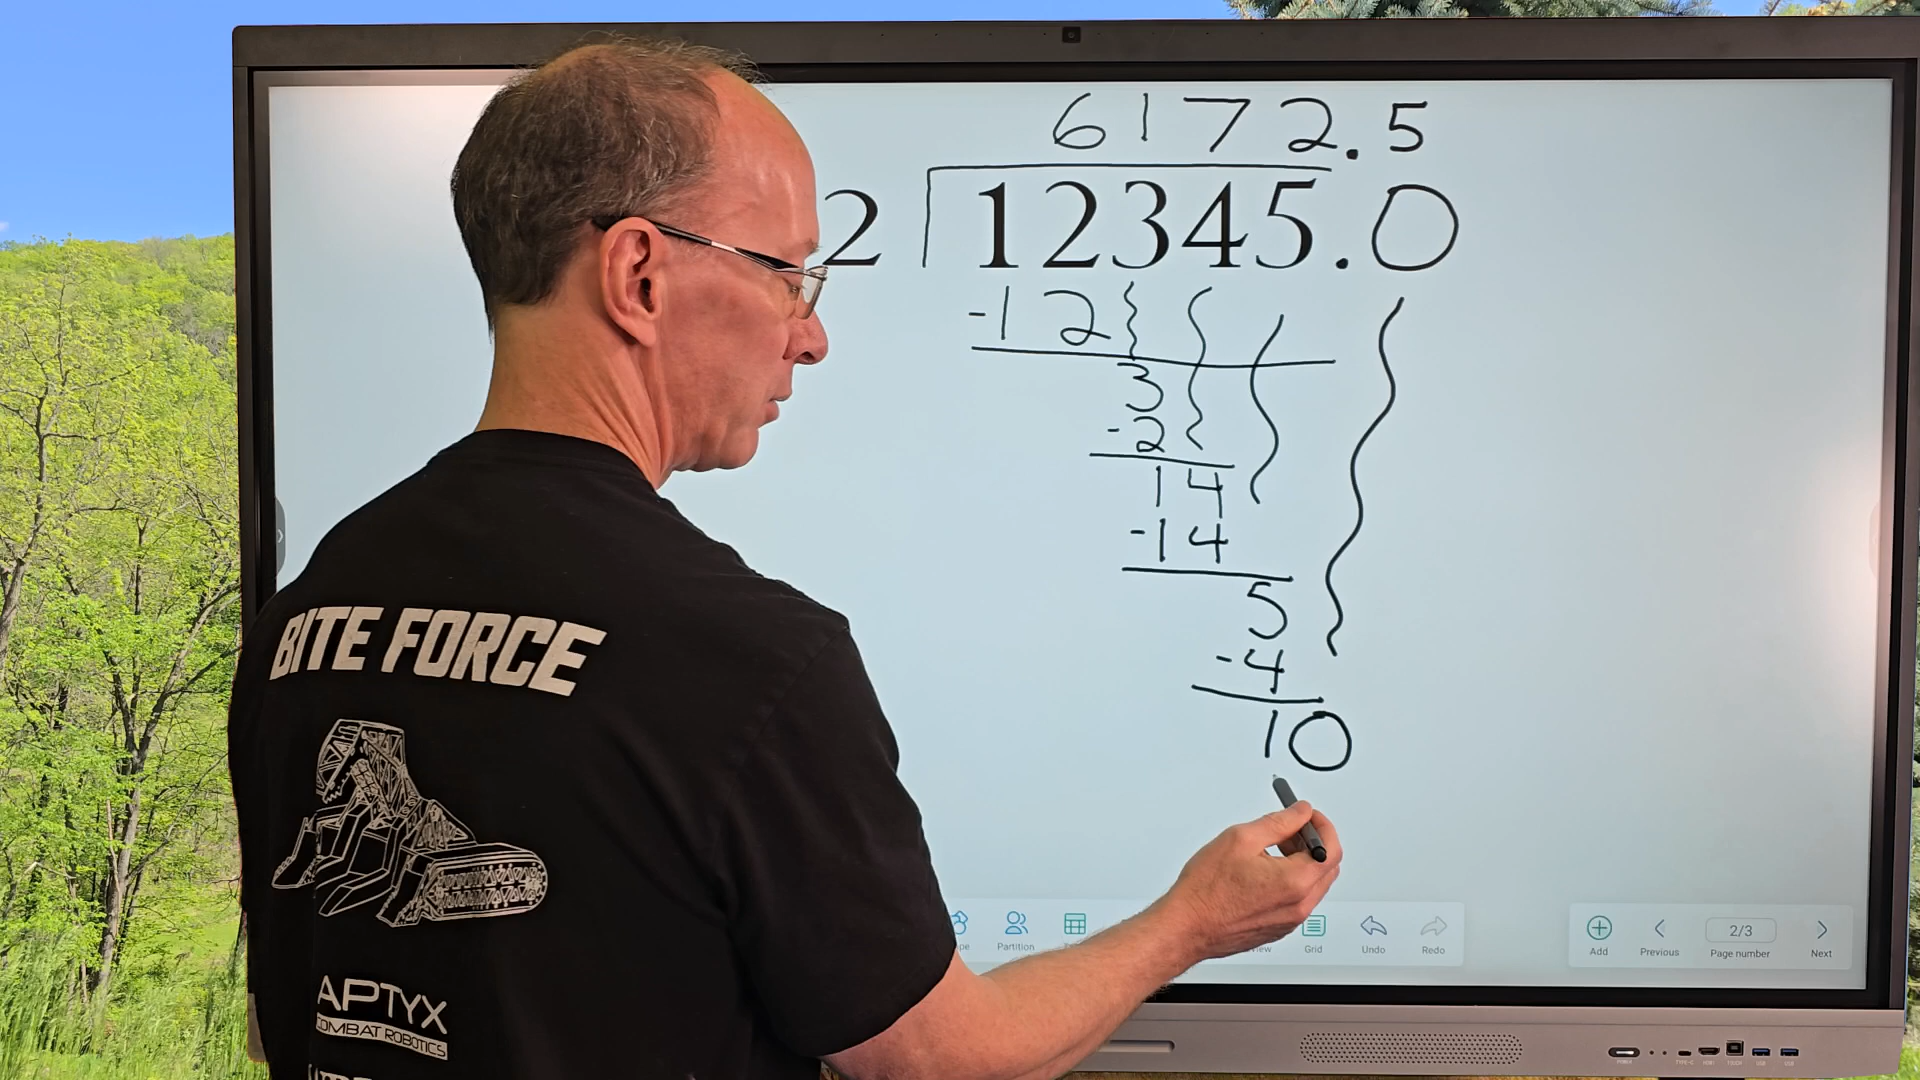 6172.5
2 12345.0
-12
3
-2
14
-14
5
-4
10
BITE FORCE
APTYX
COMBAT ROBOTICS
Partition
Grid
Undo
Redo
Add
Previous
2/3
Page number
Next